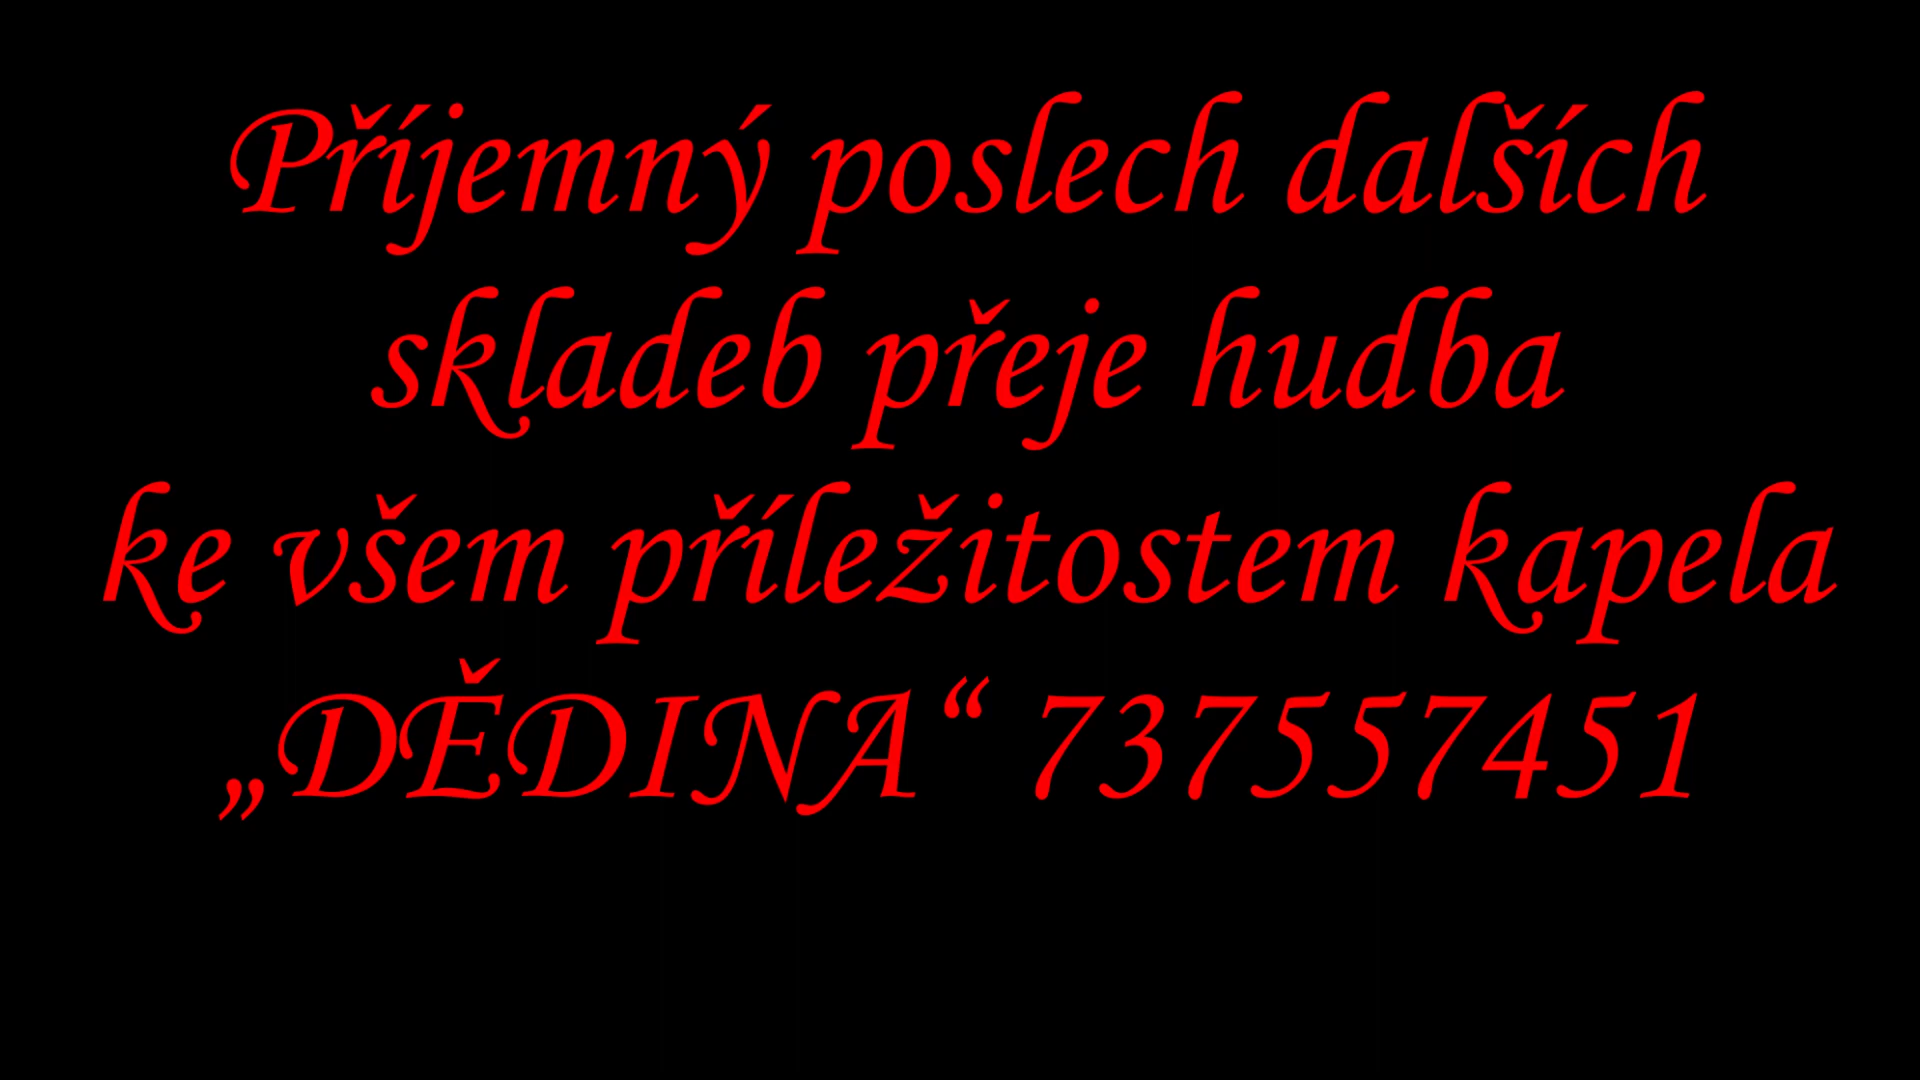 Příjemný poslech dalších
skladeb přeje hudba
ke všem příležitostem kapela
„DĚDINA“ 737557451